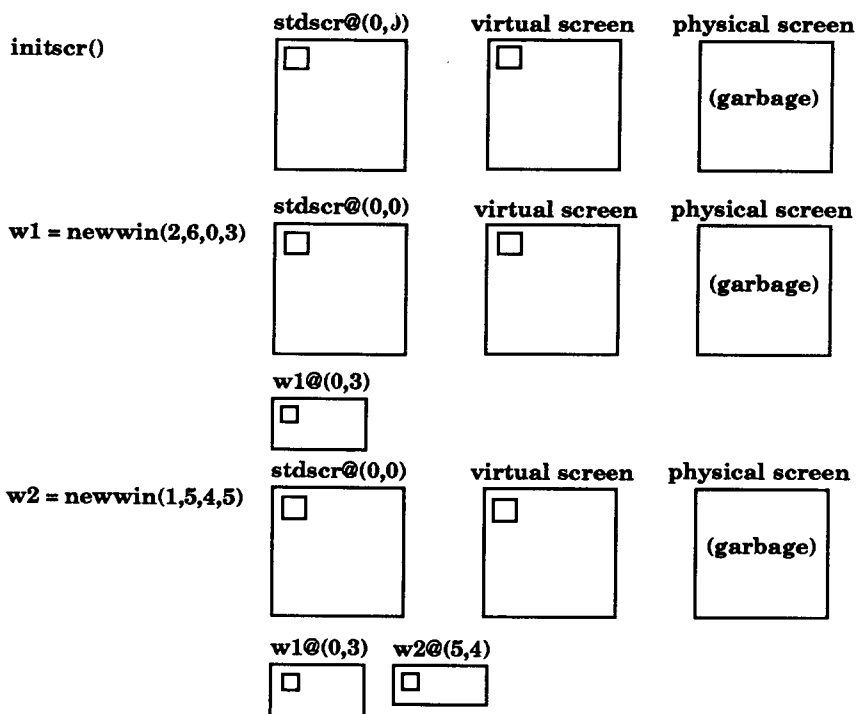 stdscr@(0,0) virtual screen physical screen
initscr()
(garbage)
stdscr@(0,0) virtual screen physical screen
w1 = newwin(2,6,0,3)
(garbage)
w1@(0,3)
stdscr@(0,0) virtual screen physical screen
w2 = newwin(1,5,4,5)
(garbage)
w1@(0,3) w2@(5,4)